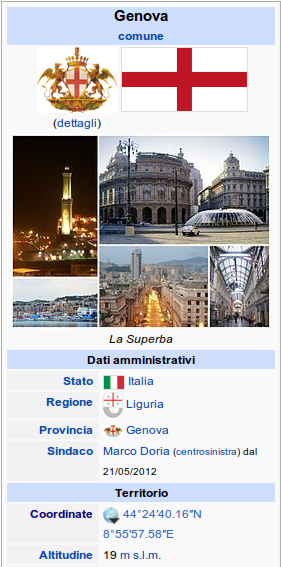 Genova
comune
(dettagli)
La Superba
Dati amministrativi
Stato Italia
Regione Liguria
Provincia Genova
Sindaco Marco Doria (centrosinistra) dal
21/05/2012
Territorio
Coordinate 44°24′40.16″N
8°55′57.58″E
Altitudine 19 m s.l.m.